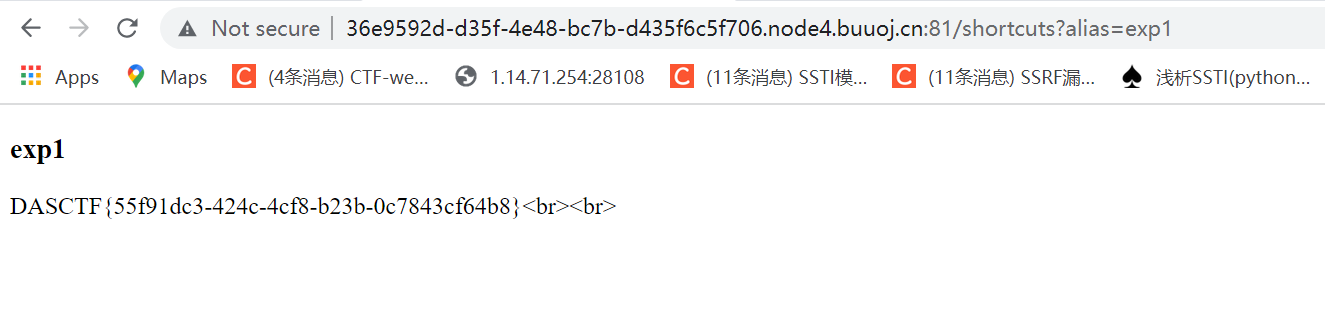 Not secure | 36e9592d-d35f-4e48-bc7b-d435f6c5f706.node4.buuoj.cn:81/shortcuts?alias=exp1
Apps Maps C (4条消息) CTF-we... 1.14.71.254:28108 C (11条消息) SSTI模... C (11条消息) SSRF漏... 浅析SSTI(python...
exp1
DASCTF{55f91dc3-424c-4cf8-b23b-0c7843cf64b8}<br><br>